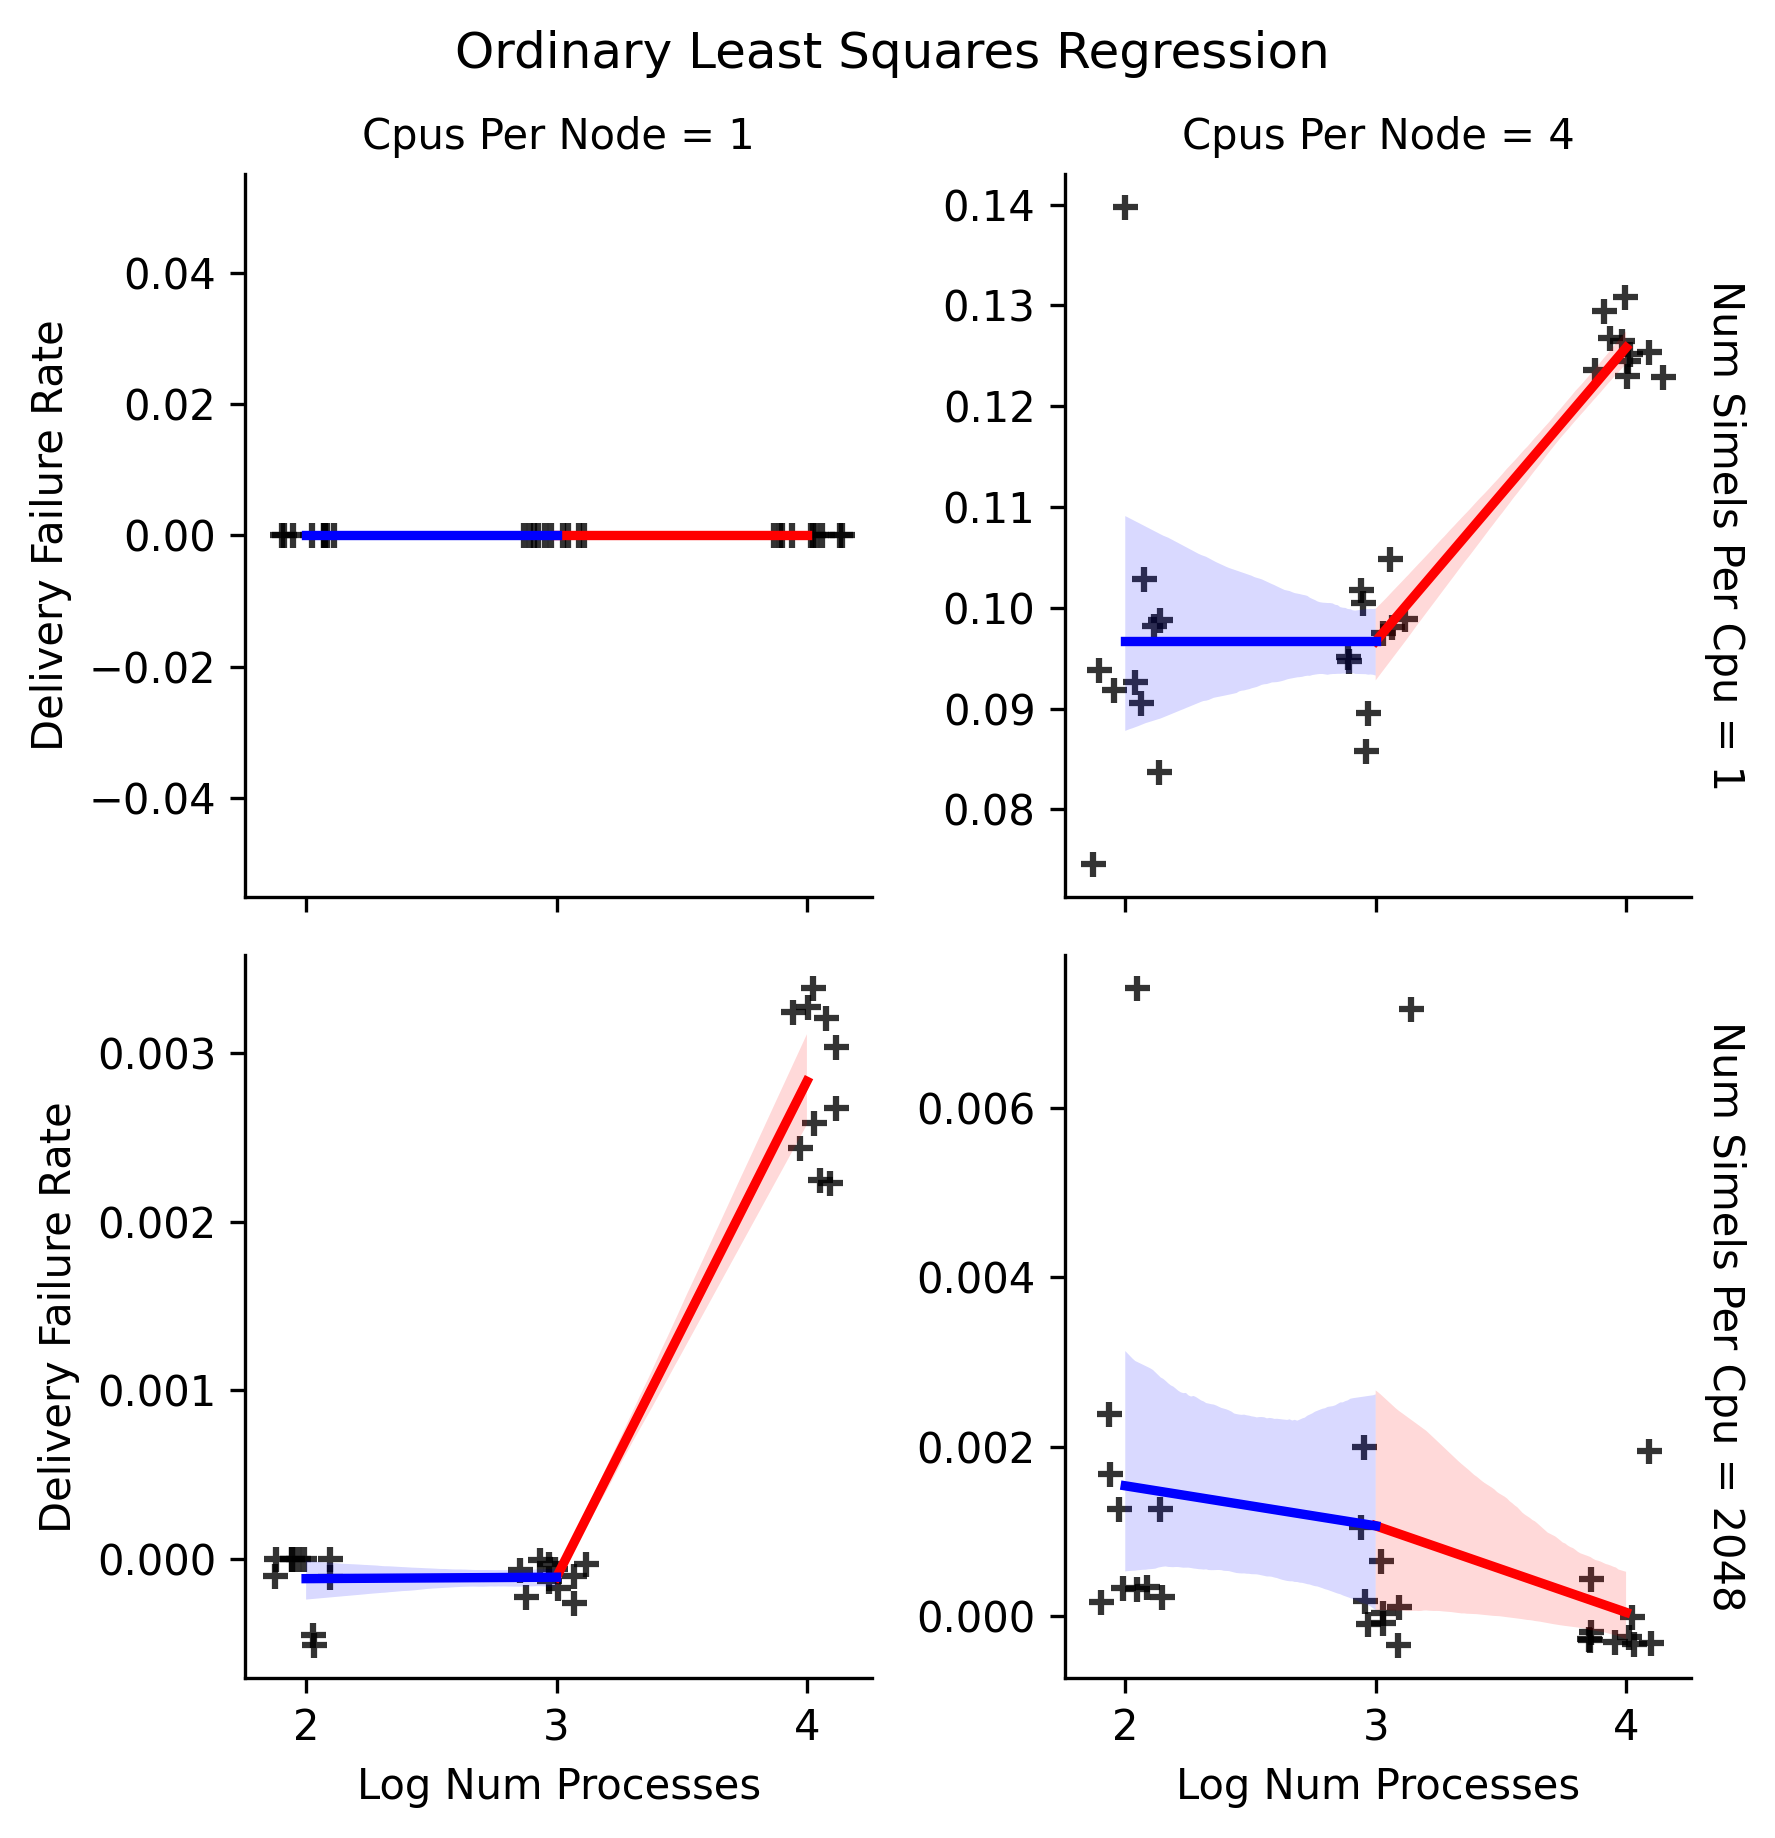 Ordinary Least Squares Regression
Cpus Per Node = 1
Cpus Per Node = 4
Delivery Failure Rate
0.04
0.02
0.00
−0.02
−0.04
0.14
0.13
0.12
0.11
0.10
0.09
0.08
Num Simels Per Cpu = 1
Delivery Failure Rate
0.003
0.002
0.001
0.000
2
3
4
Log Num Processes
0.006
0.004
0.002
0.000
2
3
4
Log Num Processes
Num Simels Per Cpu = 2048